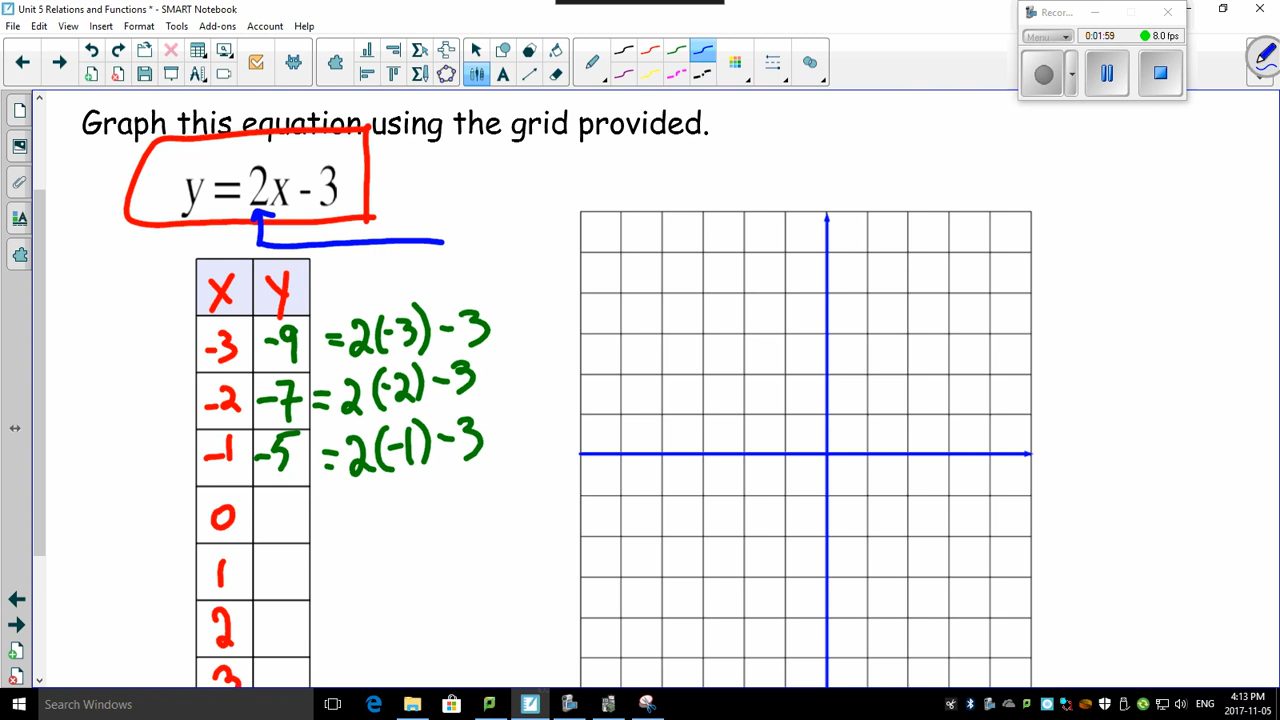 Unit 5 Relations and Functions * - SMART Notebook
File Edit View Insert Format Tools Add-ons Account Help
Recor...
Menu 00:01:59 8.0 fps
Graph this equation using the grid provided.
y = 2x - 3
X Y
-3 -9 = 2(-3) - 3
-2 -7 = 2(-2) - 3
-1 -5 = 2(-1) - 3
0
1
2
3
Search Windows
ENG
4:13 PM
2017-11-05